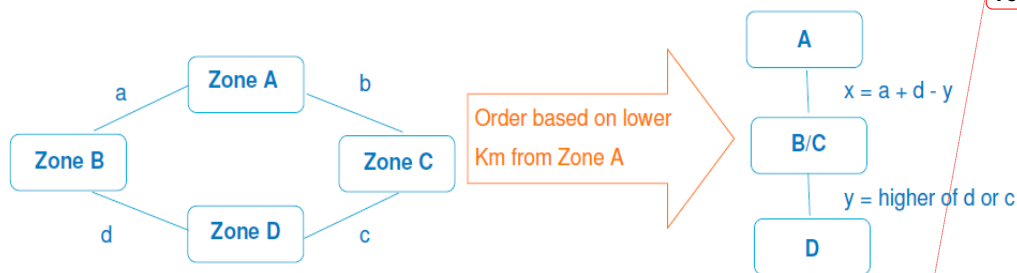 Zone A
a
b
Zone B
Zone C
d
Zone D
c
Order based on lower
Km from Zone A
A
x = a + d - y
B/C
y = higher of d or c
D